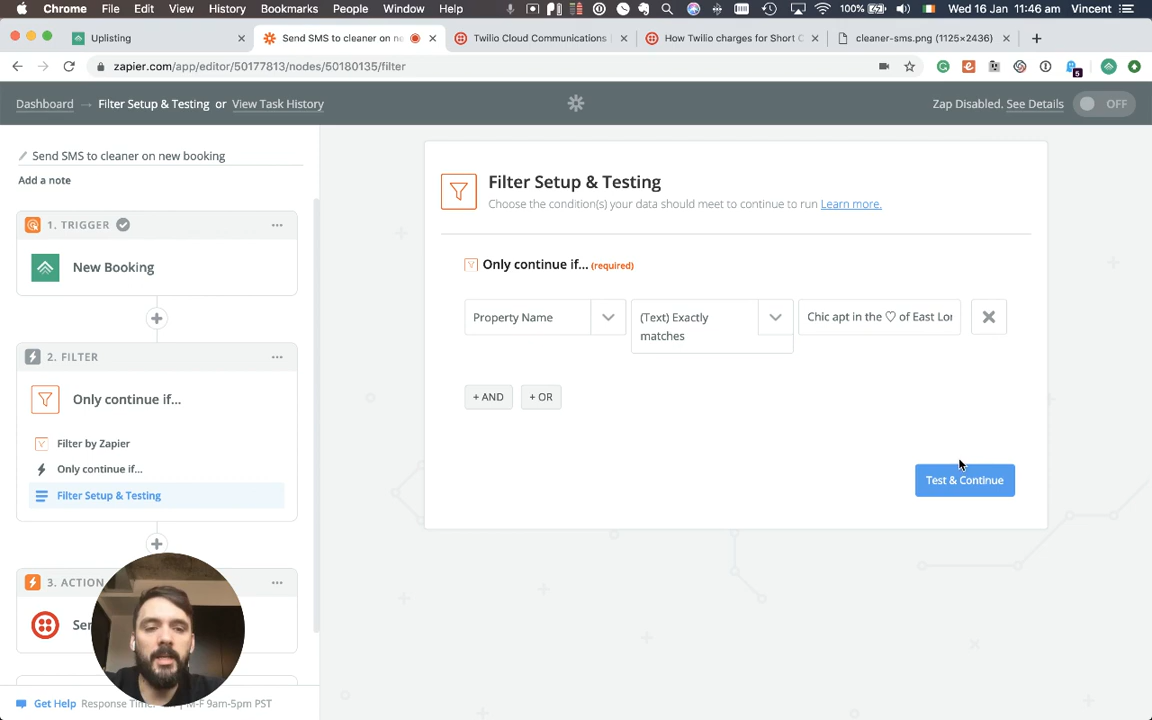 Chrome File Edit View History Bookmarks People Window Help 100% Wed 16 Jan 11:46 am Vincent
Uplisting
Send SMS to cleaner on ne
Twilio Cloud Communications
How Twilio charges for Short C
cleaner-sms.png (1125×2436)
zapier.com/app/editor/50177813/nodes/50180135/filter
5
Dashboard → Filter Setup & Testing or View Task History
Zap Disabled. See Details OFF
Send SMS to cleaner on new booking
Add a note
1. TRIGGER
New Booking
2. FILTER
Only continue if...
Filter by Zapier
Only continue if...
Filter Setup & Testing
3. ACTION
Get Help M-F 9am-5pm PST
Filter Setup & Testing
Choose the condition(s) your data should meet to continue to run Learn more.
Only continue if... (required)
Property Name
(Text) Exactly
matches
Chic apt in the ♡ of East Lor
+ AND + OR
Test & Continue